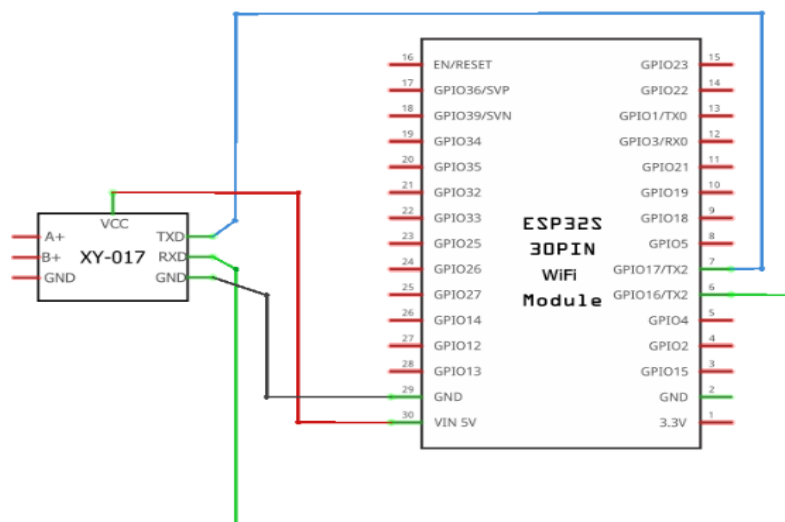 VCC
A+
TXD
B+
XY-017
RXD
GND
GND
16 EN/RESET GPIO23 15
17 GPIO36/SVP GPIO22 14
18 GPIO39/SVN GPIO1/TX0 13
19 GPIO34 GPIO3/RX0 12
20 GPIO35 GPIO21 11
21 GPIO32 GPIO19 10
22 GPIO33 GPIO18 9
23 GPIO25 GPIO5 8
24 GPIO26 GPIO17/TX2 7
25 GPIO27 GPIO16/TX2 6
26 GPIO14 GPIO4 5
27 GPIO12 GPIO2 4
28 GPIO13 GPIO15 3
29 GND GND 2
30 VIN 5V 3.3V 1
ESP32S
30PIN
WiFi
Module